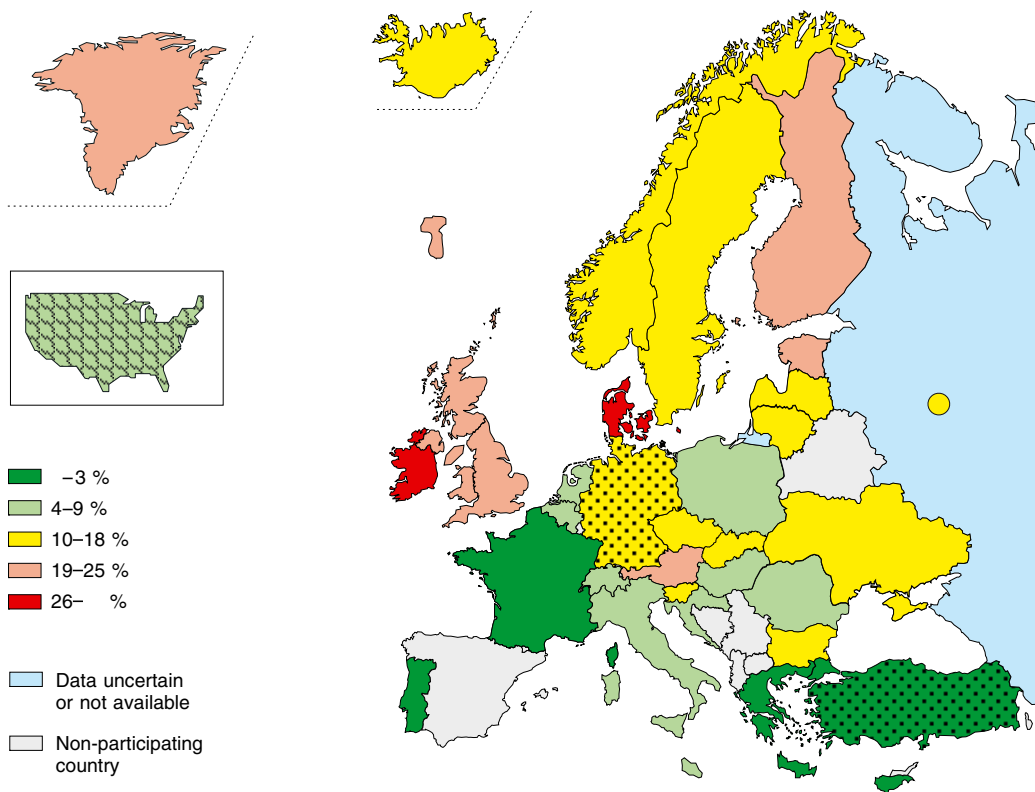 –3 %
4–9 %
10–18 %
19–25 %
26– %
Data uncertain
or not available
Non-participating
country